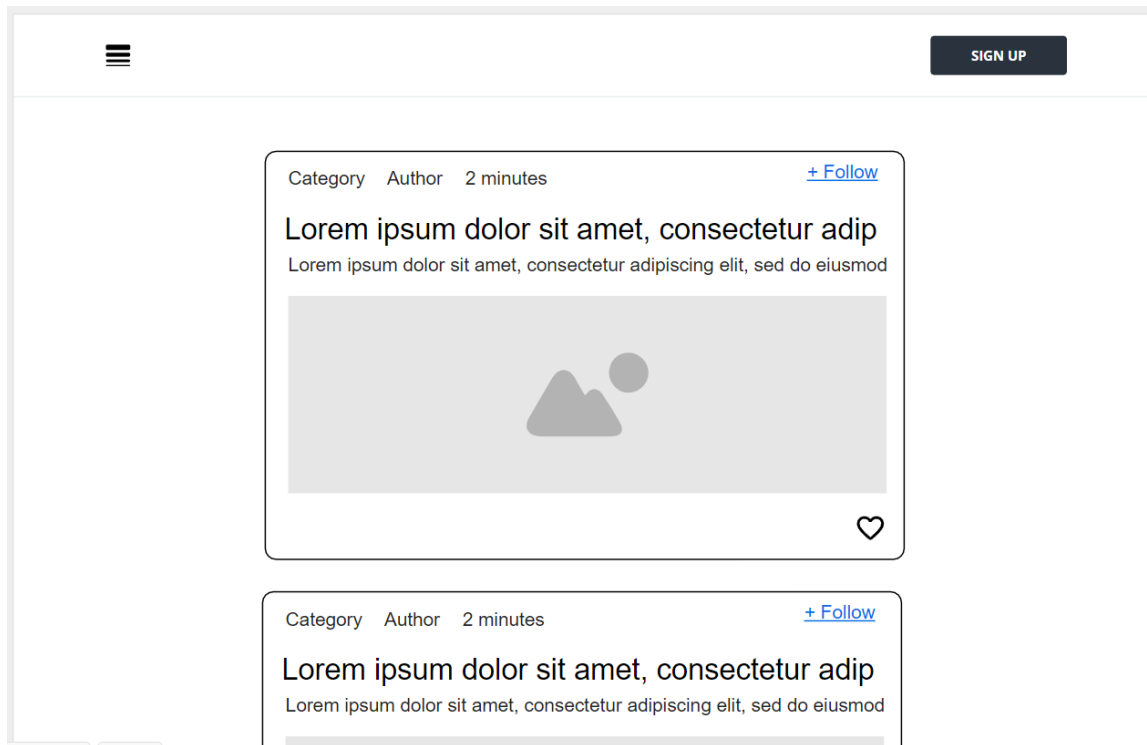 SIGN UP
Category Author 2 minutes + Follow
Lorem ipsum dolor sit amet, consectetur adip
Lorem ipsum dolor sit amet, consectetur adipiscing elit, sed do eiusmod
Category Author 2 minutes + Follow
Lorem ipsum dolor sit amet, consectetur adip
Lorem ipsum dolor sit amet, consectetur adipiscing elit, sed do eiusmod